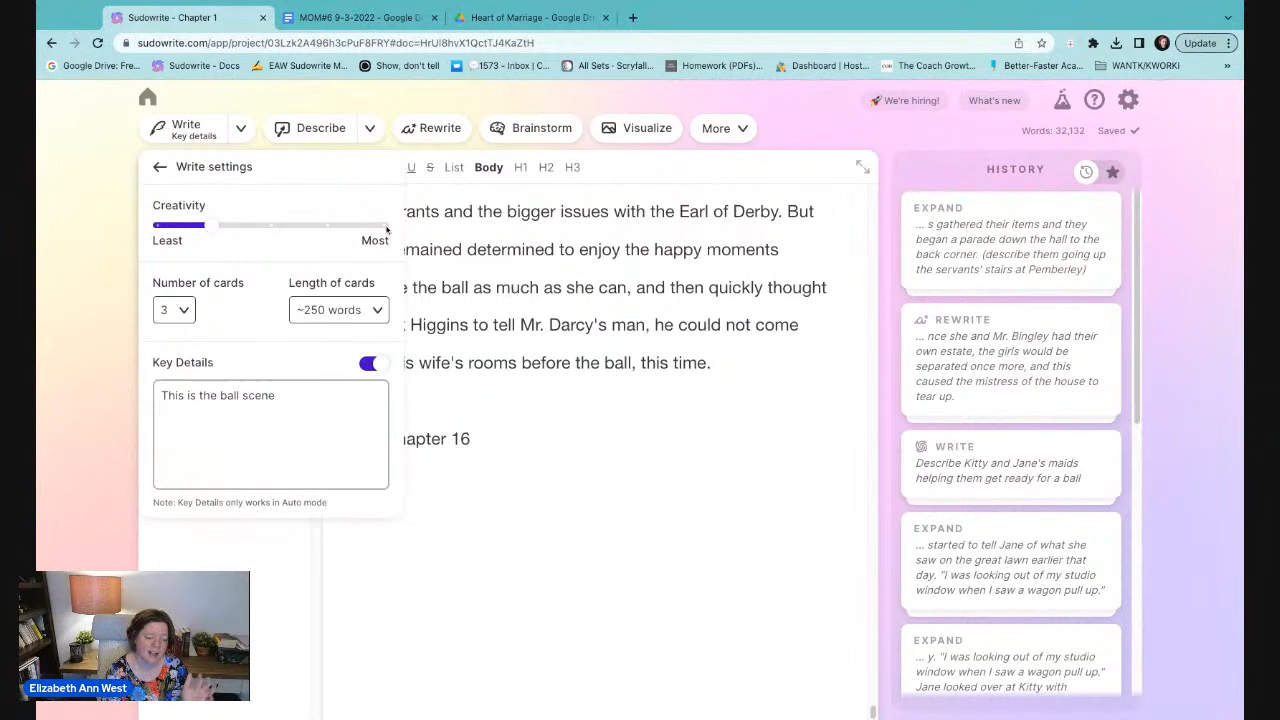 Sudowrite - Chapter 1
MOM#6 9-3-2022 - Google D
Heart of Marriage - Google Dr
sudowrite.com/app/project/03Lzk2A496h3cPuF8FRY#doc=HrUl8hvX1QctTJ4KaZtH
Update
Google Drive: Fre...
Sudowrite - Docs
EAW Sudowrite M...
Show, don't tell
1573 - Inbox | C...
All Sets · Scryfall...
Homework (PDFs)...
Dashboard | Host...
The Coach Growt...
Better-Faster Aca...
WANTK/KWORKI
We're hiring!
What's new
Write
Key details
Describe
Rewrite
Brainstorm
Visualize
More
Words: 32,132
Saved
Write settings
U S List Body H1 H2 H3
HISTORY
Creativity
Least
Most
Number of cards
3
Length of cards
~250 words
Key Details
This is the ball scene
Note: Key Details only works in Auto mode
rants and the bigger issues with the Earl of Derby. But
emained determined to enjoy the happy moments
e the ball as much as she can, and then quickly thought
Higgins to tell Mr. Darcy's man, he could not come
is wife's rooms before the ball, this time.
hapter 16
EXPAND
... s gathered their items and they
began a parade down the hall to the
back corner. (describe them going up
the servants' stairs at Pemberley)
REWRITE
... nce she and Mr. Bingley had their
own estate, the girls would be
separated once more, and this
caused the mistress of the house to
tear up.
WRITE
Describe Kitty and Jane's maids
helping them get ready for a ball
EXPAND
... started to tell Jane of what she
saw on the great lawn earlier that
day. "I was looking out of my studio
window when I saw a wagon pull up."
EXPAND
... y. "I was looking out of my studio
window when I saw a wagon pull up."
Jane looked over at Kitty with
Elizabeth Ann West